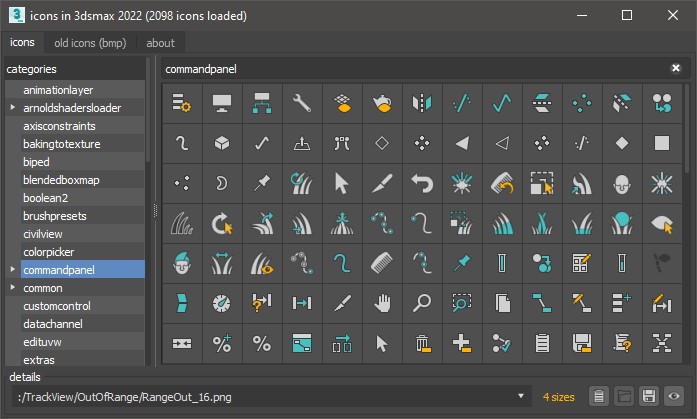 icons in 3dsmax 2022 (2098 icons loaded)
icons old icons (bmp) about
categories
commandpanel
animationlayer
arnoldshadersloader
axisconstraints
bakingtotexture
biped
blendedboxmap
boolean2
brushpresets
civilview
colorpicker
commandpanel
common
customcontrol
datachannel
edituvw
extras
details
:/TrackView/OutOfRange/RangeOut_16.png
4 sizes